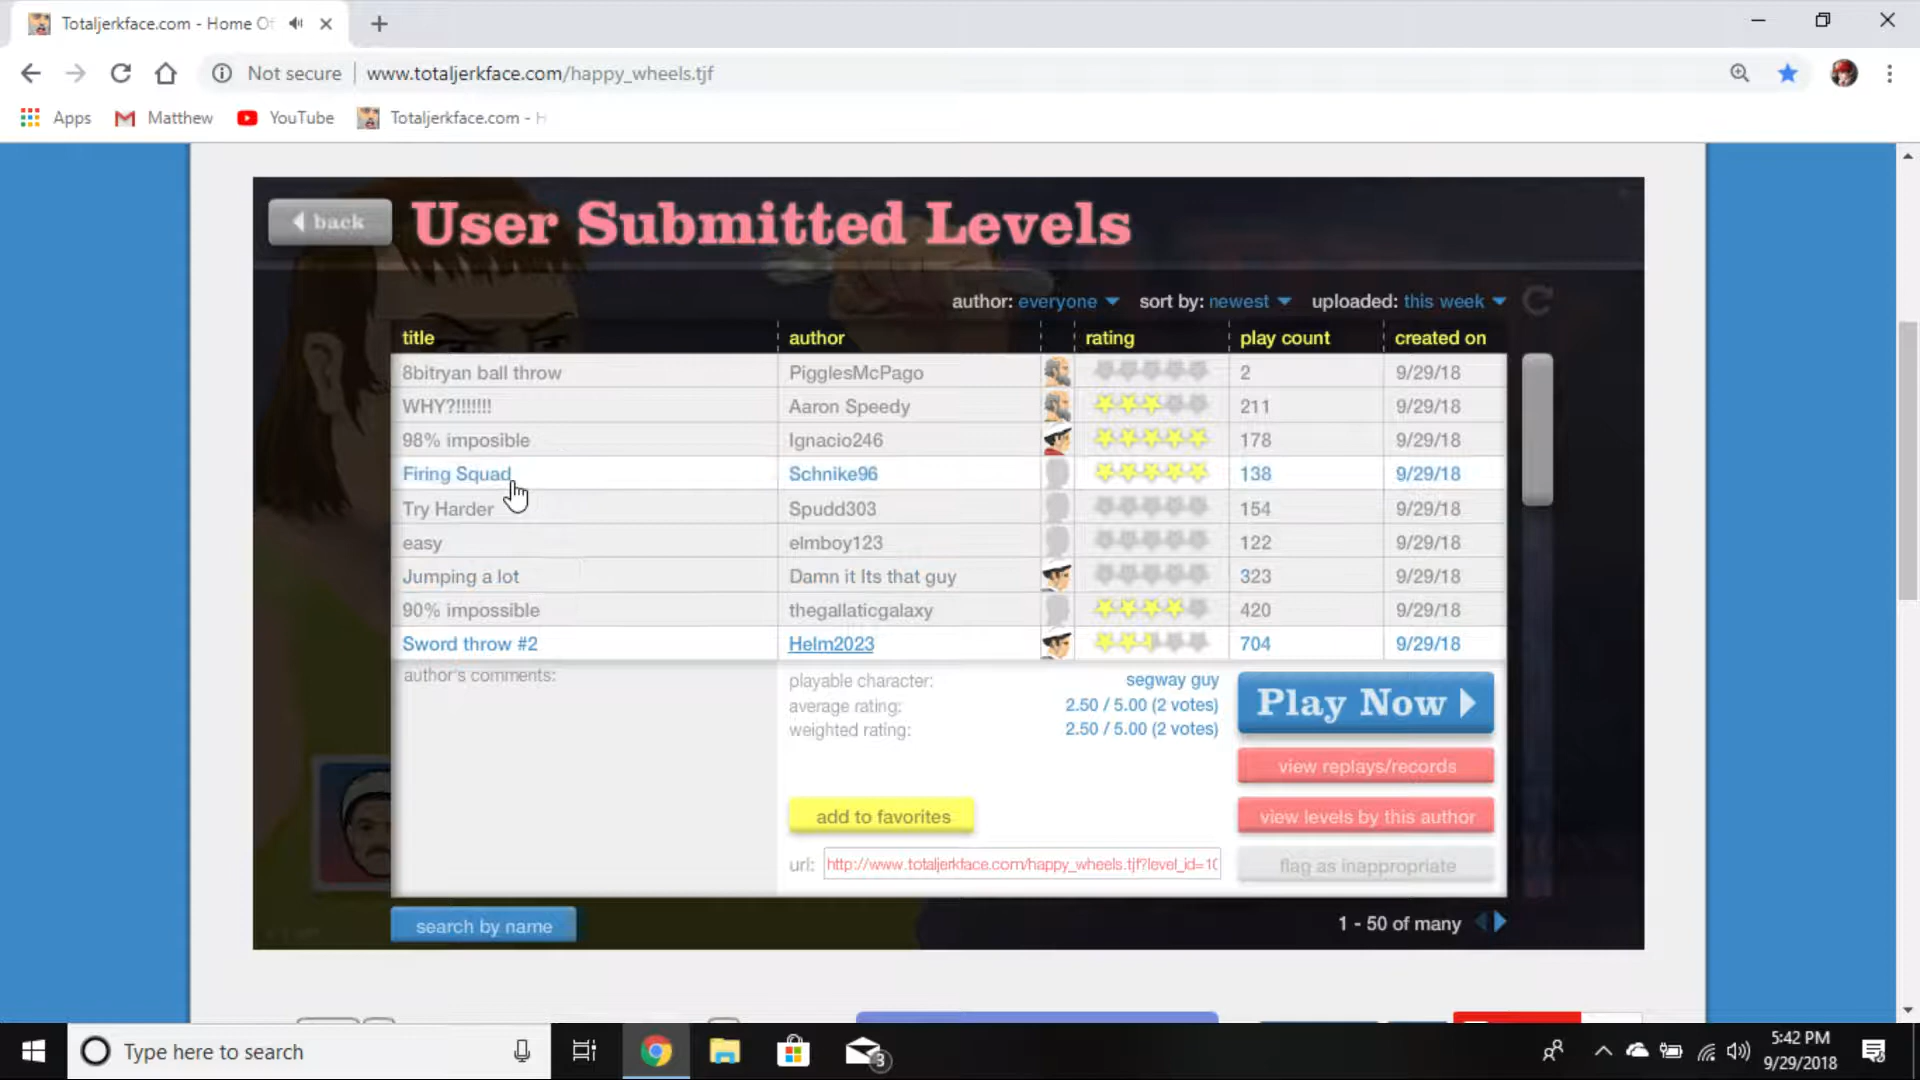 Totaljerkface.com - Home Of
Not secure | www.totaljerkface.com/happy_wheels.tjf
Apps Matthew YouTube Totaljerkface.com - H
back User Submitted Levels
author: everyone sort by: newest uploaded: this week
title author rating play count created on
8bitryan ball throw PigglesMcPago 2 9/29/18
WHY?!!!!!!! Aaron Speedy 211 9/29/18
98% imposible Ignacio246 178 9/29/18
Firing Squad Schnike96 138 9/29/18
Try Harder Spudd303 154 9/29/18
easy elmboy123 122 9/29/18
Jumping a lot Damn it Its that guy 323 9/29/18
90% impossible thegallaticgalaxy 420 9/29/18
Sword throw #2 Helm2023 704 9/29/18
author's comments: playable character: segway guy Play Now
average rating: 2.50 / 5.00 (2 votes)
weighted rating: 2.50 / 5.00 (2 votes)
view replays/records
add to favorites view levels by this author
url: http://www.totaljerkface.com/happy_wheels.tjf?level_id=10 flag as inappropriate
search by name 1 - 50 of many
Type here to search 3 5:42 PM
9/29/2018